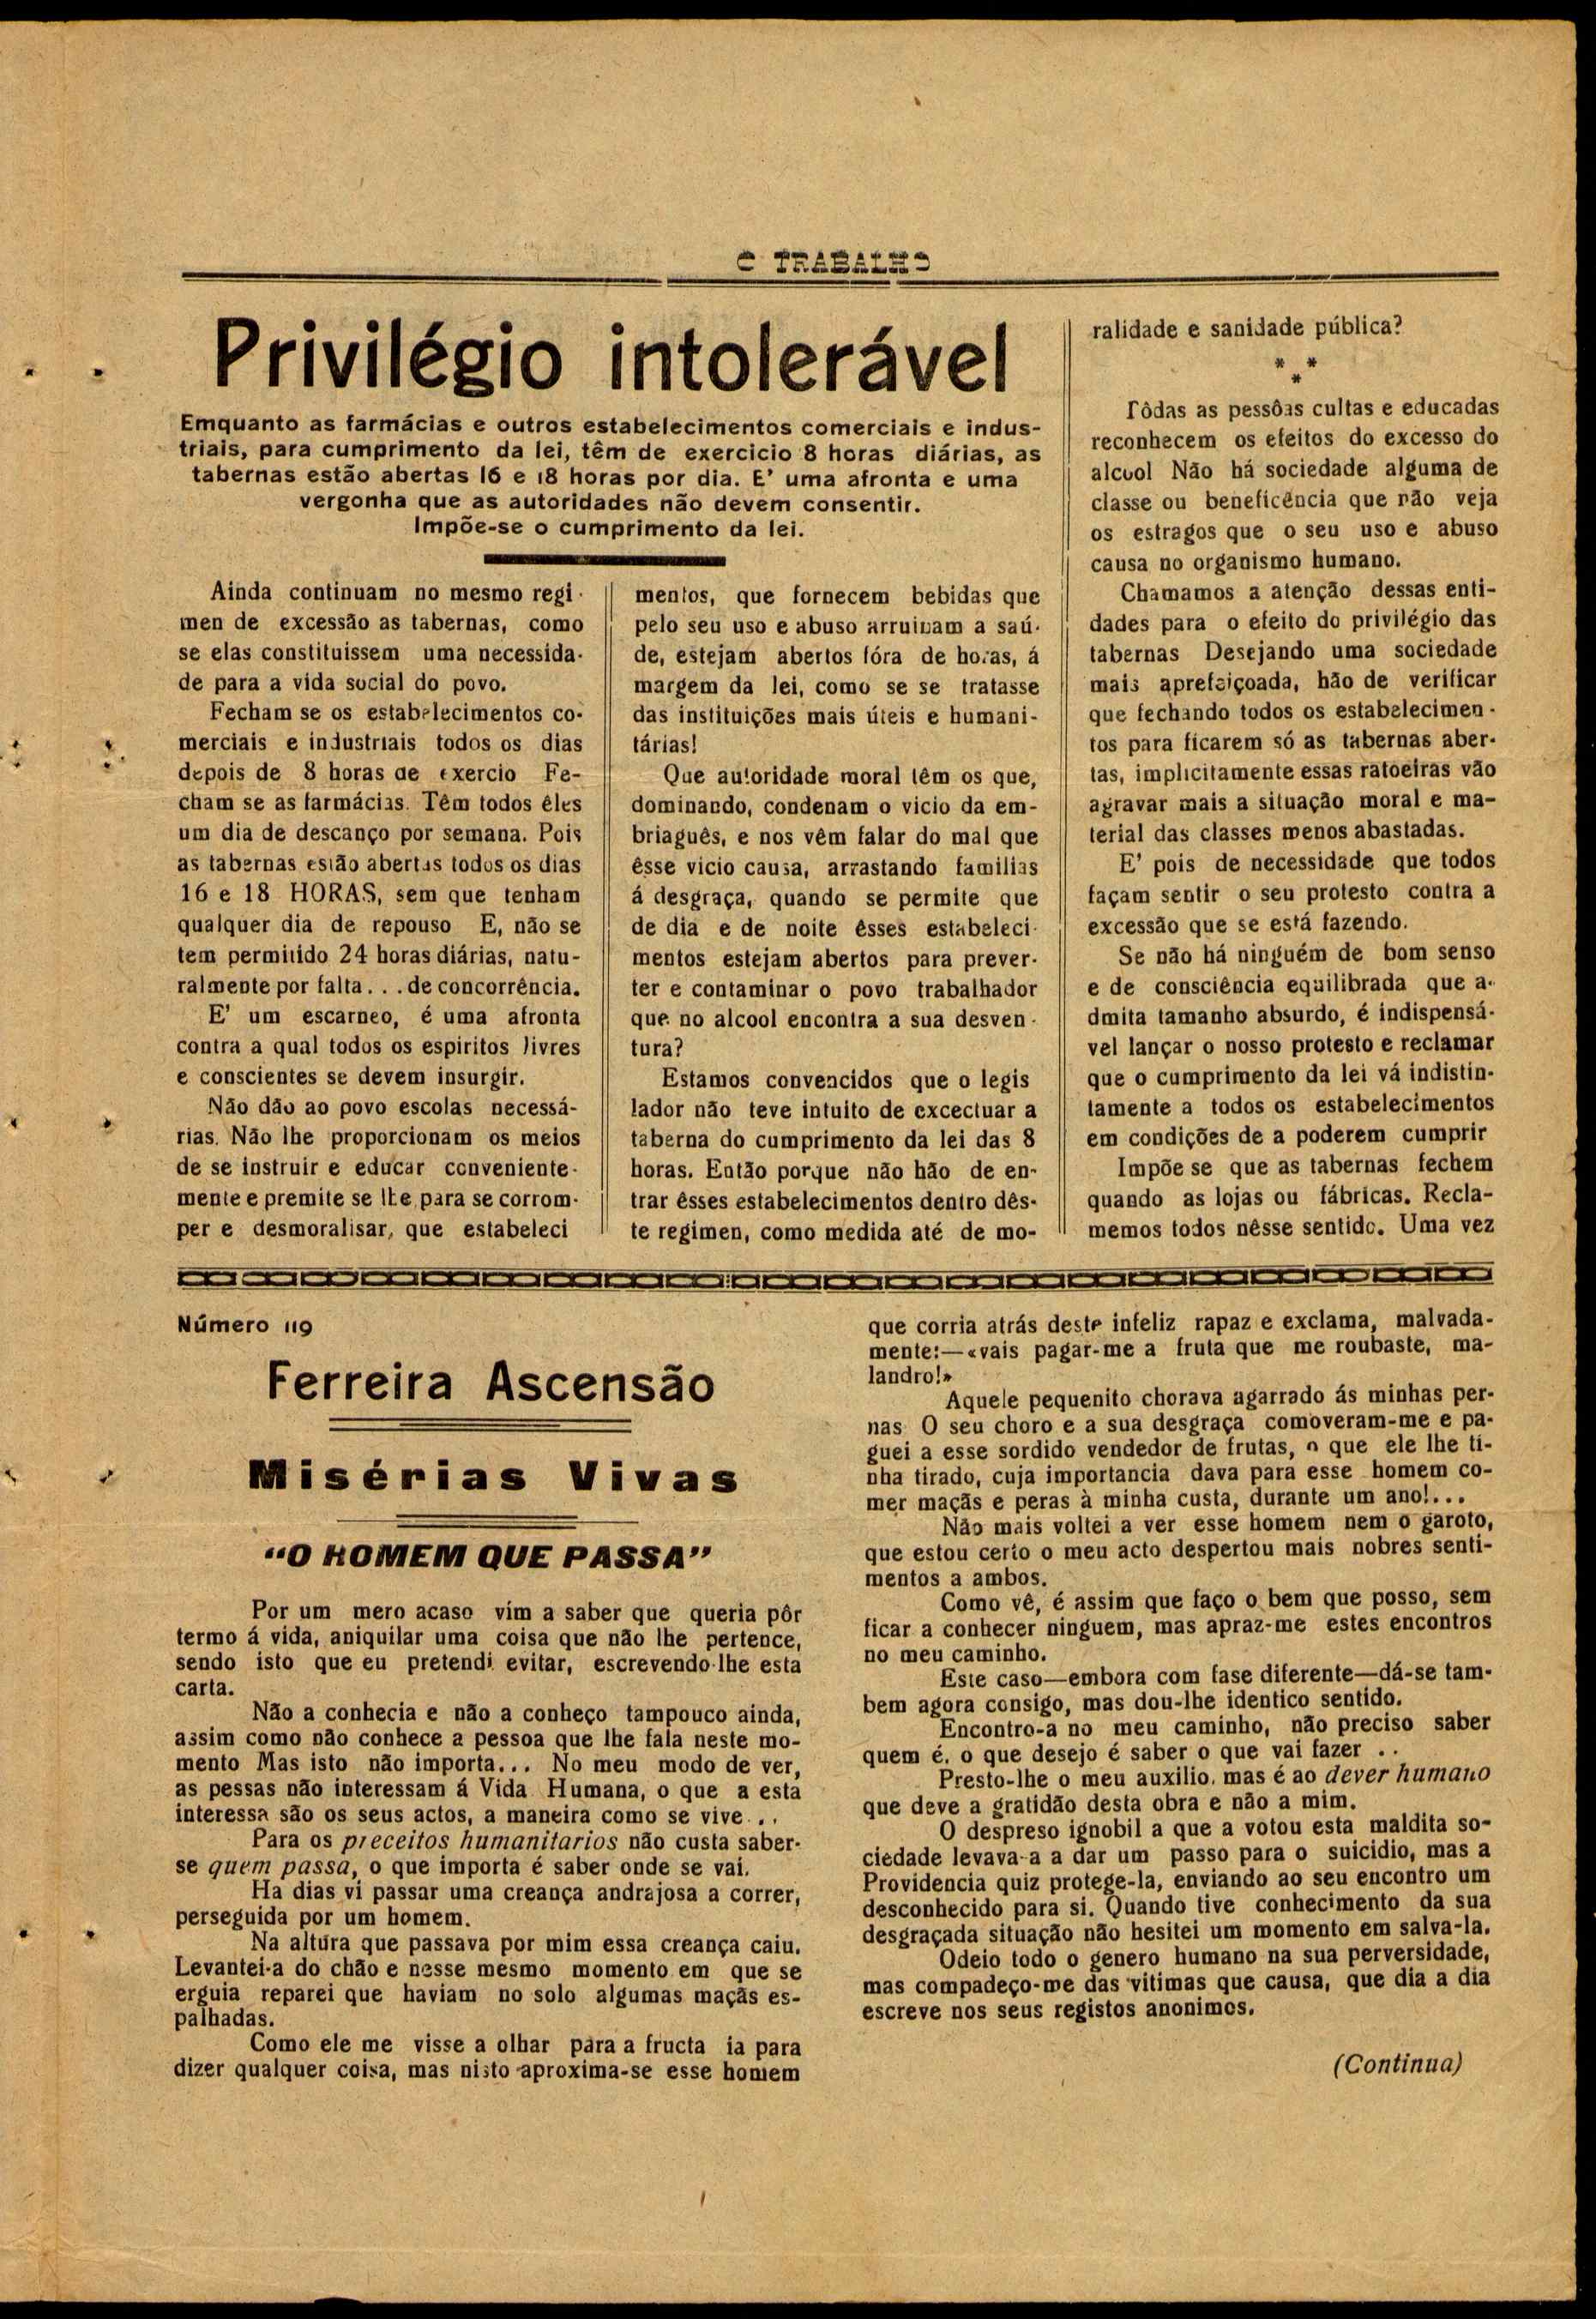 O TRABALHO
Privilégio intolerável
Emquanto as farmácias e outros estabelecimentos comerciais e indus-
triais, para cumprimento da lei, têm de exercicio 8 horas diárias, as
tabernas estão abertas 16 e 18 horas por dia. E' uma afronta e uma
vergonha que as autoridades não devem consentir.
Impõe-se o cumprimento da lei.
Ainda continuam no mesmo regi-
men de excessão as tabernas, como
se elas constituissem uma necessida-
de para a vida social do povo.
Fecham se os estabelecimentos co-
merciais e industriais todos os dias
depois de 8 horas de exercio Fe-
cham se as farmácias. Têm todos êles
um dia de descanço por semana. Pois
as tabernas estão abertas todos os dias
16 e 18 HORAS, sem que tenham
qualquer dia de repouso E, não se
tem permitido 24 horas diárias, natu-
ralmente por falta... de concorrência.
E' um escarneo, é uma afronta
contra a qual todos os espiritos livres
e conscientes se devem insurgir.
Não dão ao povo escolas necessá-
rias. Não lhe proporcionam os meios
de se instruir e educar conveniente-
mente e premite se lhe, para se corrom-
per e desmoralisar, que estabeleci
mentos, que fornecem bebidas que
pelo seu uso e abuso arruinam a saú-
de, estejam abertos fóra de horas, á
margem da lei, como se se tratasse
das instituições mais úteis e humani-
tárias!
Que autoridade moral têm os que,
dominando, condenam o vicio da em-
briaguês, e nos vêm falar do mal que
êsse vicio causa, arrastando familias
á desgraça, quando se permite que
de dia e de noite êsses estabeleci-
mentos estejam abertos para prever-
ter e contaminar o povo trabalhador
que no alcool encontra a sua desven-
tura?
Estamos convencidos que o legis
lador não teve intuito de excectuar a
taberna do cumprimento da lei das 8
horas. Então porque não hão de en-
trar êsses estabelecimentos dentro dês-
te regimen, como medida até de mo-
ralidade e sanidade pública?
* * *
Tôdas as pessôas cultas e educadas
reconhecem os efeitos do excesso do
alcool Não há sociedade alguma de
classe ou beneficência que não veja
os estragos que o seu uso e abuso
causa no organismo humano.
Chamamos a atenção dessas enti-
dades para o efeito do privilégio das
tabernas Desejando uma sociedade
mais aprefeiçoada, hão de verificar
que fechando todos os estabelecimen-
tos para ficarem só as tabernas aber-
tas, implicitamente essas ratoeiras vão
agravar mais a situação moral e ma-
terial das classes menos abastadas.
E' pois de necessidade que todos
façam sentir o seu protesto contra a
excessão que se está fazendo.
Se não há ninguém de bom senso
e de consciência equilibrada que a-
dmita tamanho absurdo, é indispensá-
vel lançar o nosso protesto e reclamar
que o cumprimento da lei vá indistin-
tamente a todos os estabelecimentos
em condições de a poderem cumprir
Impõe se que as tabernas fechem
quando as lojas ou fábricas. Recla-
memos todos nêsse sentido. Uma vez
Número 119
Ferreira Ascensão
Misérias Vivas
"O HOMEM QUE PASSA"
Por um mero acaso vim a saber que queria pôr
termo á vida, aniquilar uma coisa que não lhe pertence,
sendo isto que eu pretendi evitar, escrevendo-lhe esta
carta.
Não a conhecia e não a conheço tampouco ainda,
assim como não conhece a pessoa que lhe fala neste mo-
mento Mas isto não importa... No meu modo de ver,
as pessas não interessam á Vida Humana, o que a esta
interessa são os seus actos, a maneira como se vive...
Para os preceitos humanitarios não custa saber-
se quem passa, o que importa é saber onde se vai.
Ha dias vi passar uma creança andrajosa a correr,
perseguida por um homem.
Na altura que passava por mim essa creança caiu.
Levantei-a do chão e nesse mesmo momento em que se
erguia reparei que haviam no solo algumas maçãs es-
palhadas.
Como ele me visse a olhar para a fructa ia para
dizer qualquer coisa, mas nisto aproxima-se esse homem
que corria atrás deste infeliz rapaz e exclama, malvada-
mente:—«vais pagar-me a fruta que me roubaste, ma-
landro!»
Aquele pequenito chorava agarrado ás minhas per-
nas O seu choro e a sua desgraça comoveram-me e pa-
guei a esse sordido vendedor de frutas, o que ele lhe ti-
nha tirado, cuja importancia dava para esse homem co-
mer maçãs e peras à minha custa, durante um ano!...
Não mais voltei a ver esse homem nem o garoto,
que estou certo o meu acto despertou mais nobres senti-
mentos a ambos.
Como vê, é assim que faço o bem que posso, sem
ficar a conhecer ninguem, mas apraz-me estes encontros
no meu caminho.
Este caso—embora com fase diferente—dá-se tam-
bem agora consigo, mas dou-lhe identico sentido.
Encontro-a no meu caminho, não preciso saber
quem é, o que desejo é saber o que vai fazer ..
Presto-lhe o meu auxilio, mas é ao dever humano
que deve a gratidão desta obra e não a mim.
O despreso ignobil a que a votou esta maldita so-
ciedade levava-a a dar um passo para o suicidio, mas a
Providencia quiz protege-la, enviando ao seu encontro um
desconhecido para si. Quando tive conhecimento da sua
desgraçada situação não hesitei um momento em salva-la.
Odeio todo o genero humano na sua perversidade,
mas compadeço-me das vitimas que causa, que dia a dia
escreve nos seus registos anonimos.
(Continua)